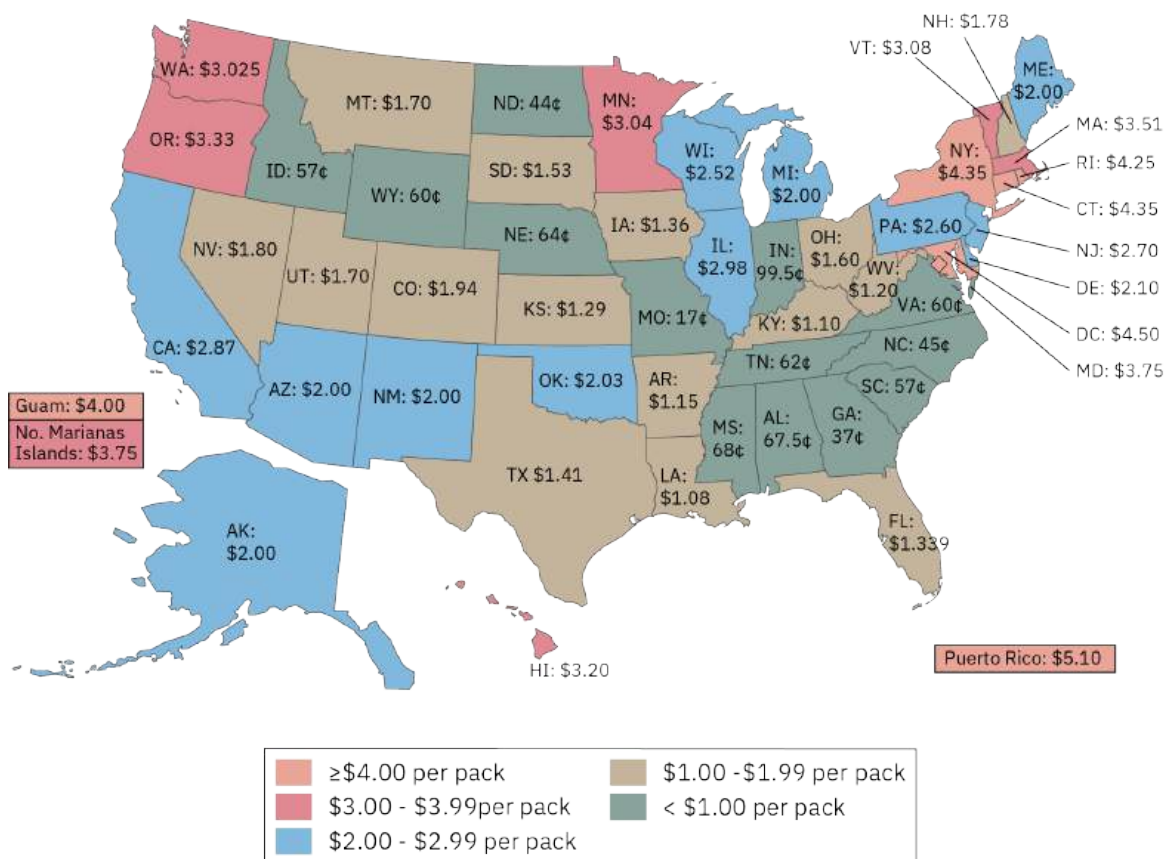 NH: $1.78
VT: $3.08
ME:
$2.00
WA: $3.025
MT: $1.70
ND: 44¢
MN:
$3.04
MA: $3.51
OR: $3.33
NY:
$4.35
RI: $4.25
WI:
$2.52
MI:
$2.00
SD: $1.53
ID: 57¢
WY: 60¢
CT: $4.35
PA: $2.60
IA: $1.36
NE: 64¢
NJ: $2.70
NV: $1.80
UT: $1.70
CO: $1.94
IL:
$2.98
IN:
99.5¢
OH:
$1.60
WV:
$1.20
DE: $2.10
KS: $1.29
MO: 17¢
KY: $1.10
VA: 60¢
DC: $4.50
CA: $2.87
TN: 62¢
NC: 45¢
MD: $3.75
AZ: $2.00
NM: $2.00
OK: $2.03
AR:
$1.15
SC: 57¢
Guam: $4.00
No. Marianas
Islands: $3.75
MS:
68¢
AL:
67.5¢
GA:
37¢
TX $1.41
LA:
$1.08
FL:
$1.339
AK:
$2.00
HI: $3.20
Puerto Rico: $5.10
≥$4.00 per pack
$3.00 - $3.99per pack
$2.00 - $2.99 per pack
$1.00 -$1.99 per pack
< $1.00 per pack